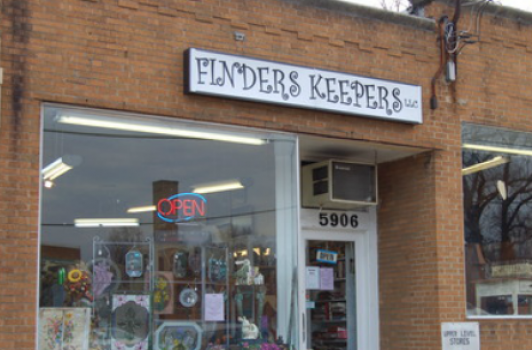 FINDERS KEEPERS LLC
OPEN
5906
OPEN
UPPER LEVEL
STORES